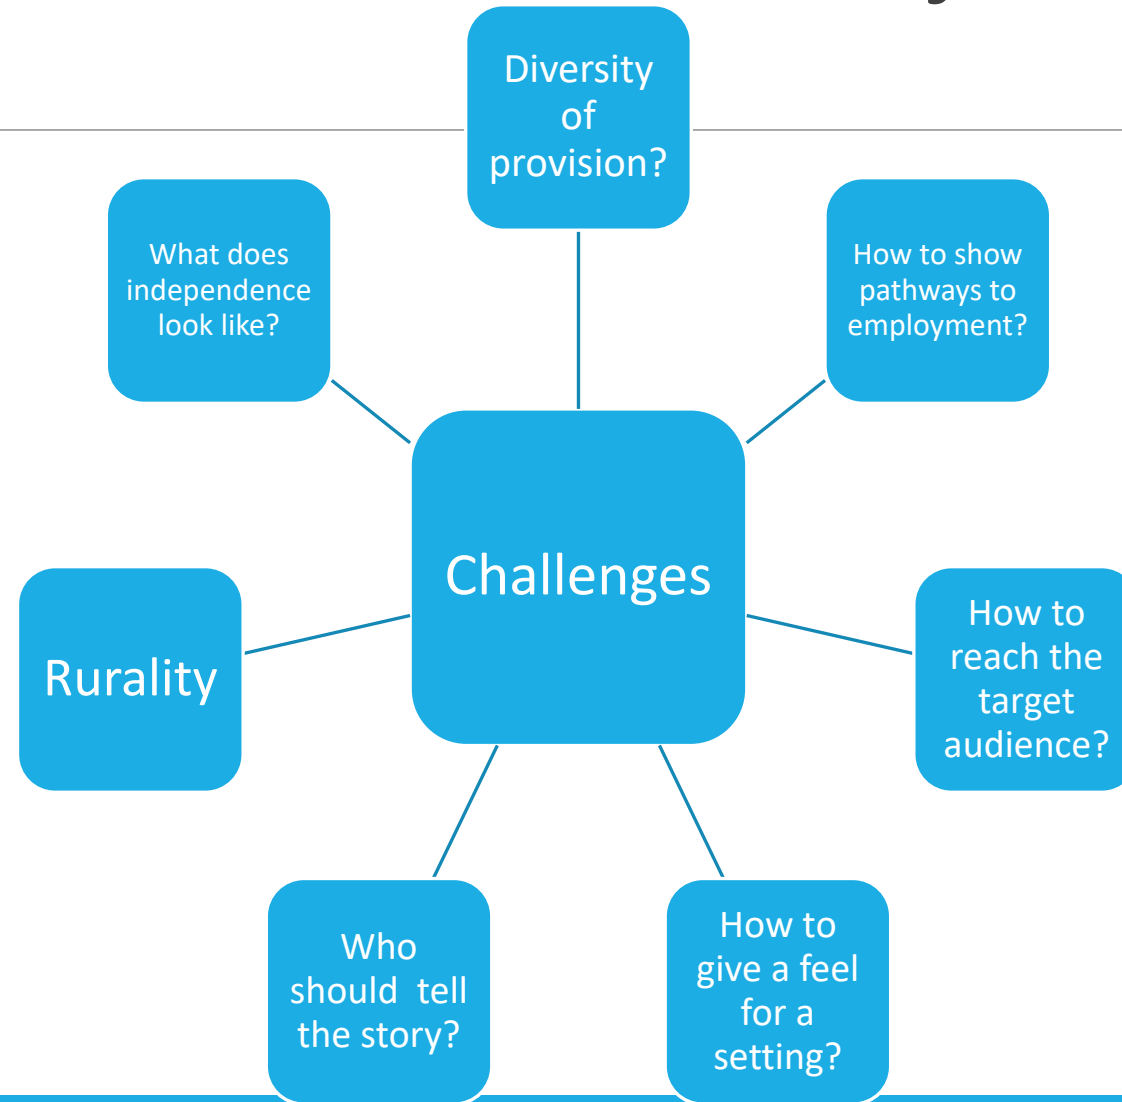 Diversity
of
provision?
What does
independence
look like?
How to show
pathways to
employment?
Challenges
Rurality
How to
reach the
target
audience?
Who
should  tell
the story?
How to
give a feel
for a
setting?